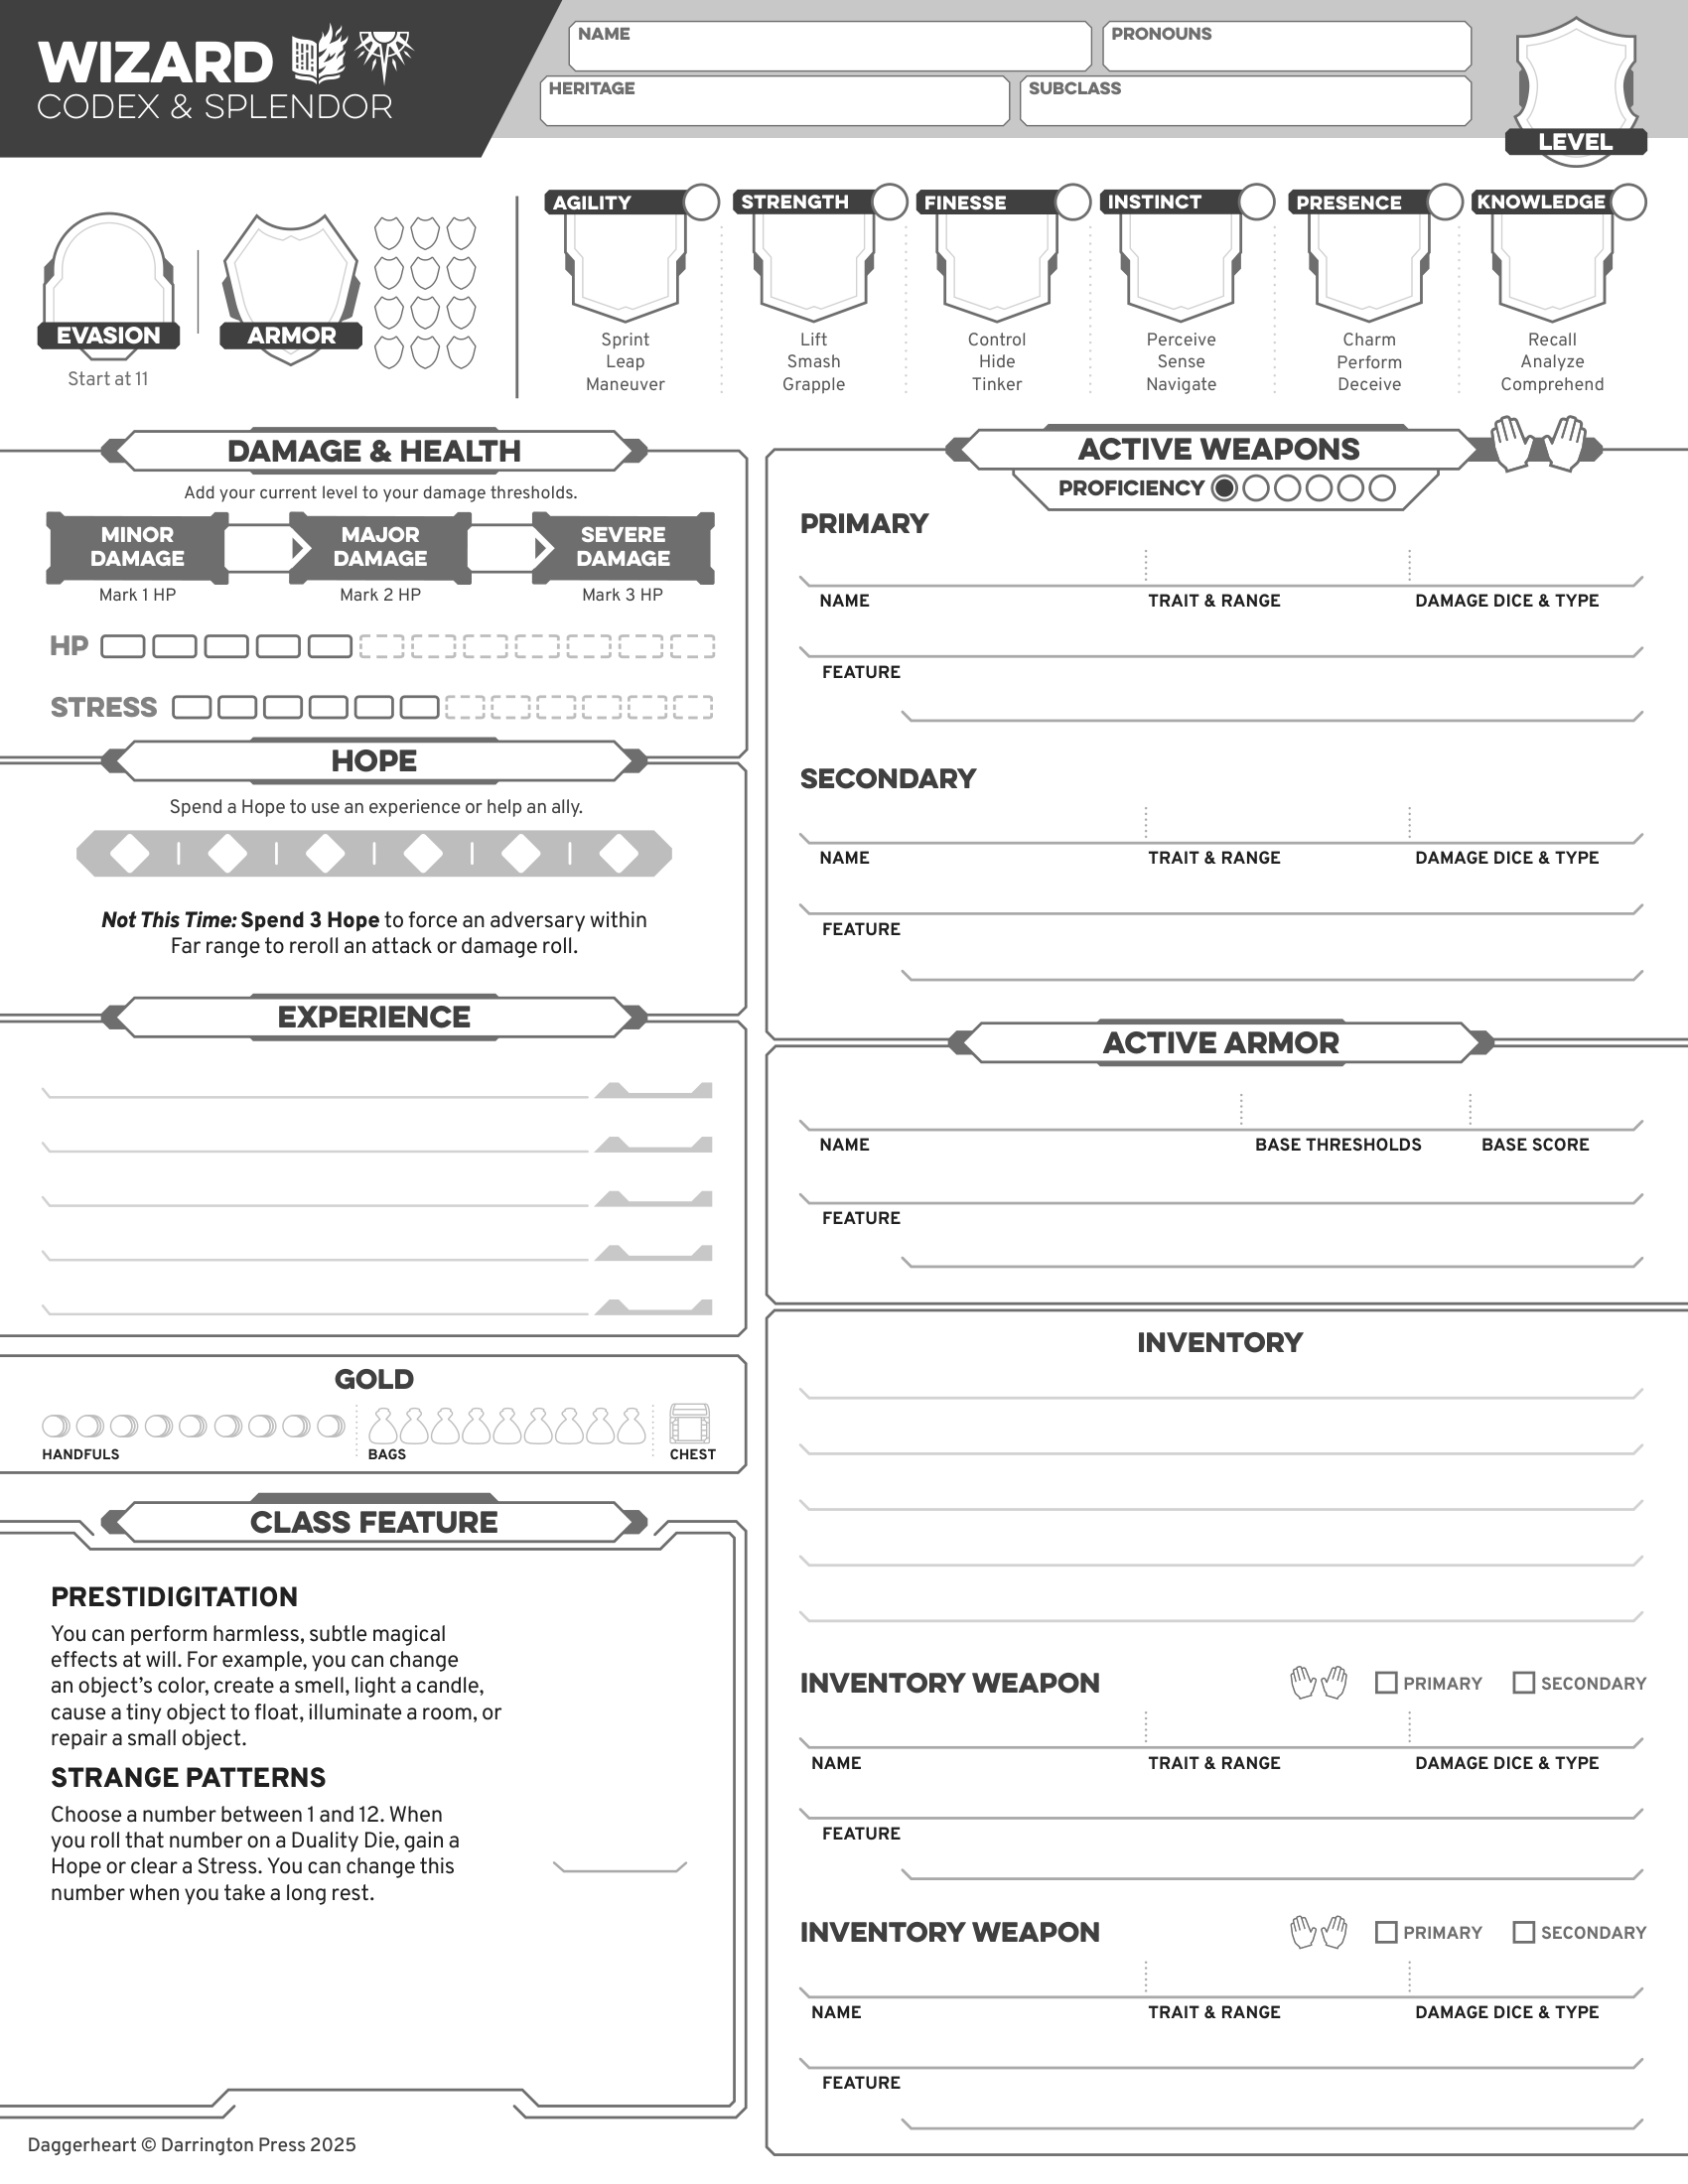 WIZARD
CODEX & SPLENDOR
NAME
PRONOUNS
HERITAGE
SUBCLASS
LEVEL
EVASION
Start at 11
ARMOR
AGILITY
Sprint
Leap
Maneuver
STRENGTH
Lift
Smash
Grapple
FINESSE
Control
Hide
Tinker
INSTINCT
Perceive
Sense
Navigate
PRESENCE
Charm
Perform
Deceive
KNOWLEDGE
Recall
Analyze
Comprehend
DAMAGE & HEALTH
Add your current level to your damage thresholds.
MINOR
DAMAGE
Mark 1 HP
MAJOR
DAMAGE
Mark 2 HP
SEVERE
DAMAGE
Mark 3 HP
HP
STRESS
HOPE
Spend a Hope to use an experience or help an ally.
Not This Time: Spend 3 Hope to force an adversary within
Far range to reroll an attack or damage roll.
EXPERIENCE
GOLD
HANDFULS
BAGS
CHEST
CLASS FEATURE
PRESTIDIGITATION
You can perform harmless, subtle magical
effects at will. For example, you can change
an object’s color, create a smell, light a candle,
cause a tiny object to float, illuminate a room, or
repair a small object.
STRANGE PATTERNS
Choose a number between 1 and 12. When
you roll that number on a Duality Die, gain a
Hope or clear a Stress. You can change this
number when you take a long rest.
Daggerheart © Darrington Press 2025
ACTIVE WEAPONS
PROFICIENCY
PRIMARY
NAME
TRAIT & RANGE
DAMAGE DICE & TYPE
FEATURE
SECONDARY
NAME
TRAIT & RANGE
DAMAGE DICE & TYPE
FEATURE
ACTIVE ARMOR
NAME
BASE THRESHOLDS
BASE SCORE
FEATURE
INVENTORY
INVENTORY WEAPON
PRIMARY
SECONDARY
NAME
TRAIT & RANGE
DAMAGE DICE & TYPE
FEATURE
INVENTORY WEAPON
PRIMARY
SECONDARY
NAME
TRAIT & RANGE
DAMAGE DICE & TYPE
FEATURE